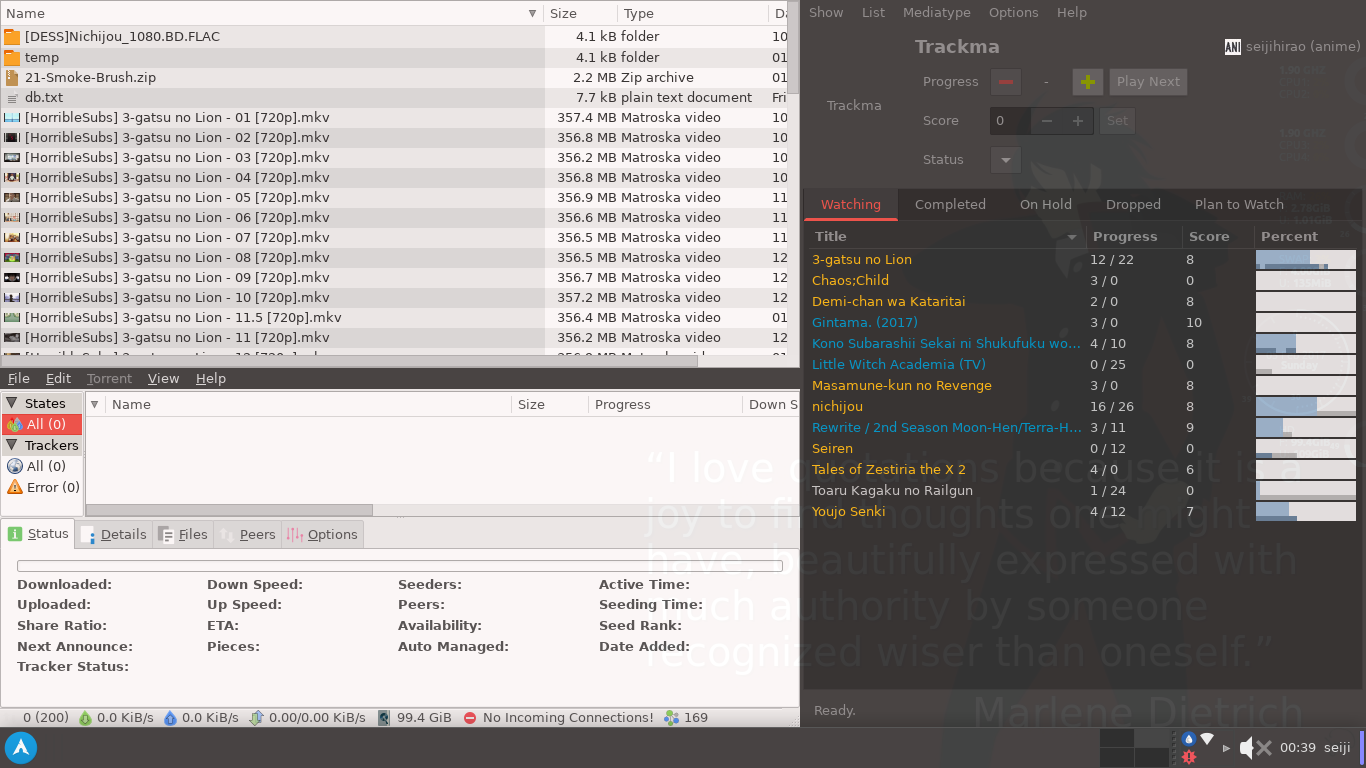 Name Size Type Da
[DESS]Nichijou_1080.BD.FLAC 4.1 kB folder 10
temp 4.1 kB folder 01
21-Smoke-Brush.zip 2.2 MB Zip archive 01
db.txt 7.7 kB plain text document Fri
[HorribleSubs] 3-gatsu no Lion - 01 [720p].mkv 357.4 MB Matroska video 10
[HorribleSubs] 3-gatsu no Lion - 02 [720p].mkv 356.8 MB Matroska video 10
[HorribleSubs] 3-gatsu no Lion - 03 [720p].mkv 356.2 MB Matroska video 10
[HorribleSubs] 3-gatsu no Lion - 04 [720p].mkv 356.8 MB Matroska video 10
[HorribleSubs] 3-gatsu no Lion - 05 [720p].mkv 356.9 MB Matroska video 11
[HorribleSubs] 3-gatsu no Lion - 06 [720p].mkv 356.6 MB Matroska video 11
[HorribleSubs] 3-gatsu no Lion - 07 [720p].mkv 356.5 MB Matroska video 11
[HorribleSubs] 3-gatsu no Lion - 08 [720p].mkv 356.5 MB Matroska video 12
[HorribleSubs] 3-gatsu no Lion - 09 [720p].mkv 356.7 MB Matroska video 12
[HorribleSubs] 3-gatsu no Lion - 10 [720p].mkv 357.2 MB Matroska video 12
[HorribleSubs] 3-gatsu no Lion - 11.5 [720p].mkv 356.4 MB Matroska video 01
[HorribleSubs] 3-gatsu no Lion - 11 [720p].mkv 356.2 MB Matroska video 12
File Edit Torrent View Help
States
All (0)
Trackers
All (0)
Error (0)
Name Size Progress Down S
Status Details Files Peers Options
Downloaded: Down Speed: Seeders: Active Time:
Uploaded: Up Speed: Peers: Seeding Time:
Share Ratio: ETA: Availability: Seed Rank:
Next Announce: Pieces: Auto Managed: Date Added:
Tracker Status:
0 (200) 0.0 KiB/s 0.0 KiB/s 0.00/0.00 KiB/s 99.4 GiB No Incoming Connections! 169
Show List Mediatype Options Help
Trackma ANI seijihirao (anime)
Trackma
Progress - Play Next
Score 0 Set
Status
Watching Completed On Hold Dropped Plan to Watch
Title Progress Score Percent
3-gatsu no Lion 12 / 22 8
Chaos;Child 3 / 0 0
Demi-chan wa Kataritai 2 / 0 8
Gintama. (2017) 3 / 0 10
Kono Subarashii Sekai ni Shukufuku wo... 4 / 10 8
Little Witch Academia (TV) 0 / 25 0
Masamune-kun no Revenge 3 / 0 8
nichijou 16 / 26 8
Rewrite / 2nd Season Moon-Hen/Terra-H... 3 / 11 9
Seiren 0 / 12 0
Tales of Zestiria the X 2 4 / 0 6
Toaru Kagaku no Railgun 1 / 24 0
Youjo Senki 4 / 12 7
“I love quotations because it is a
joy to find thoughts one might
have, beautifully expressed with
much authority by someone
recognized wiser than oneself.”
Marlene Dietrich
Ready.
00:39 seiji